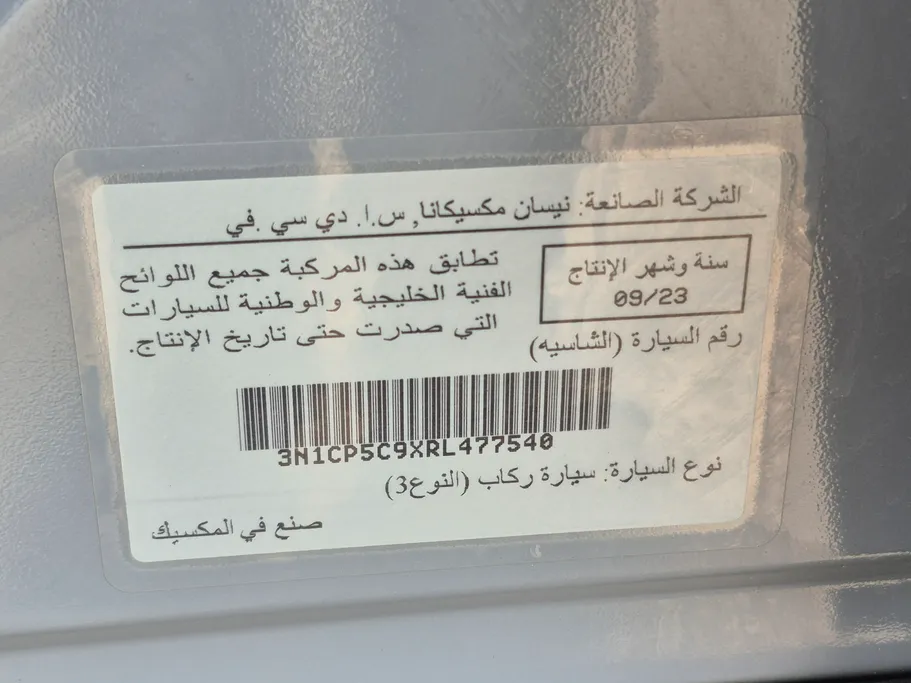 الشركة الصانعة: نيسان مكسيكانا, س.ا. دي سي .في
سنة وشهر الإنتاج
09/23
تطابق هذه المركبة جميع اللوائح
الفنية الخليجية والوطنية للسيارات
التي صدرت حتى تاريخ الإنتاج.
رقم السيارة (الشاسيه)
3N1CP5C9XRL477540
نوع السيارة: سيارة ركاب (النوع3)
صنع في المكسيك